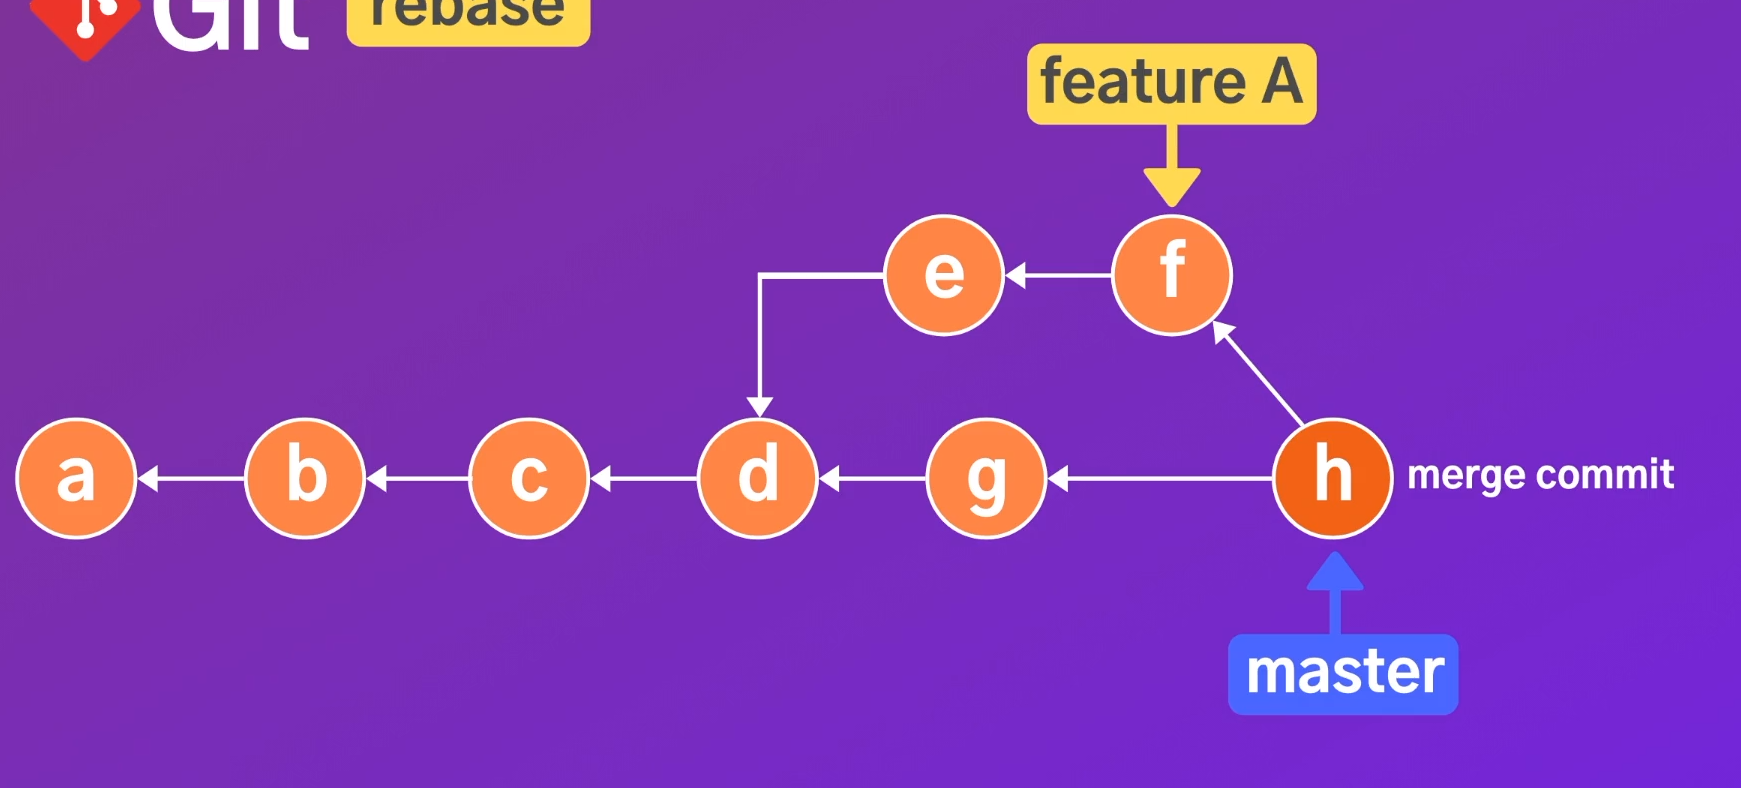 Git rebase
feature A
e f
a b c d g h merge commit
master